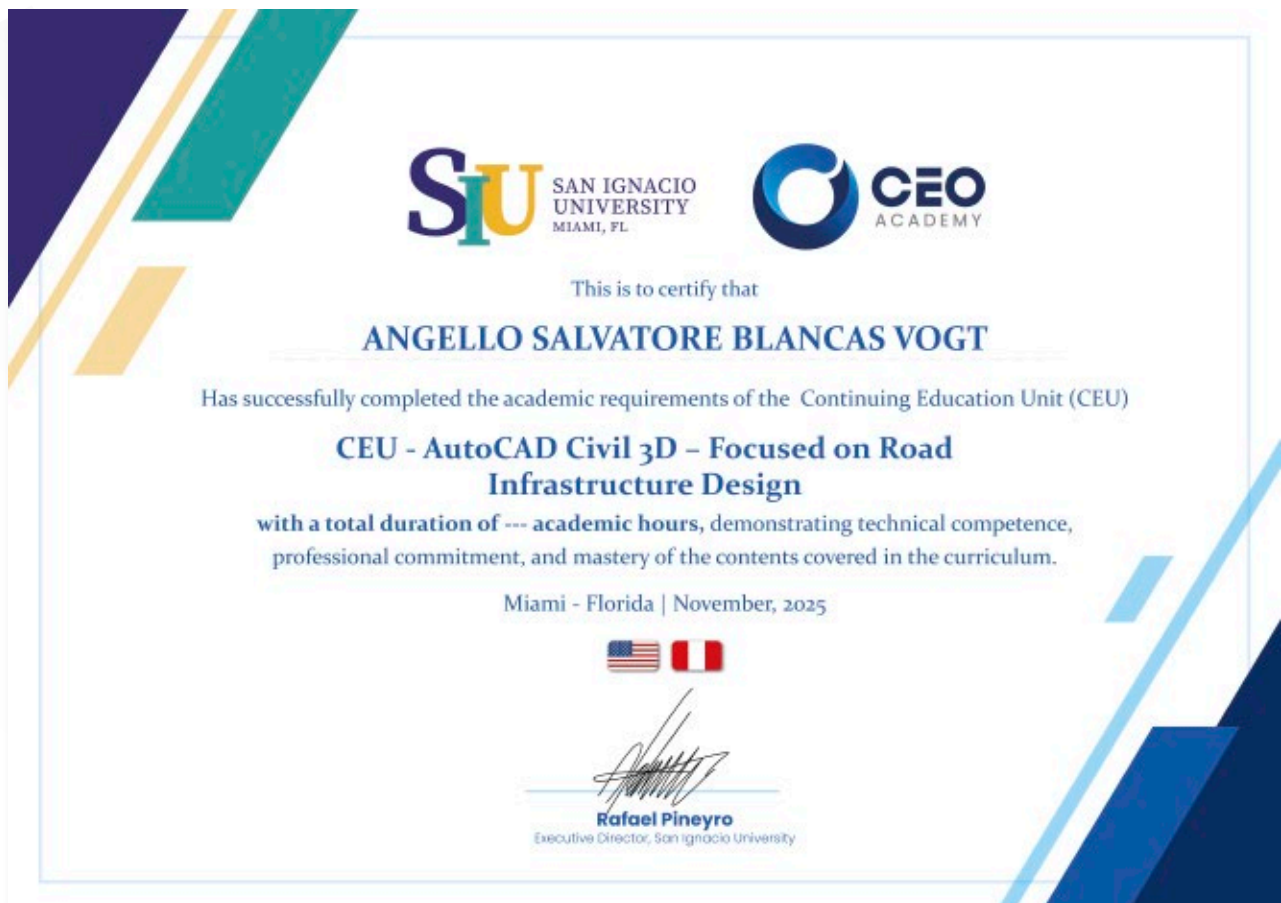 SIU
SAN IGNACIO
UNIVERSITY
MIAMI, FL
CEO
ACADEMY
This is to certify that
ANGELLO SALVATORE BLANCAS VOGT
Has successfully completed the academic requirements of the Continuing Education Unit (CEU)
CEU - AutoCAD Civil 3D – Focused on Road
Infrastructure Design
with a total duration of --- academic hours, demonstrating technical competence,
professional commitment, and mastery of the contents covered in the curriculum.
Miami - Florida | November, 2025
Rafael Pineyro
Executive Director, San Ignacio University